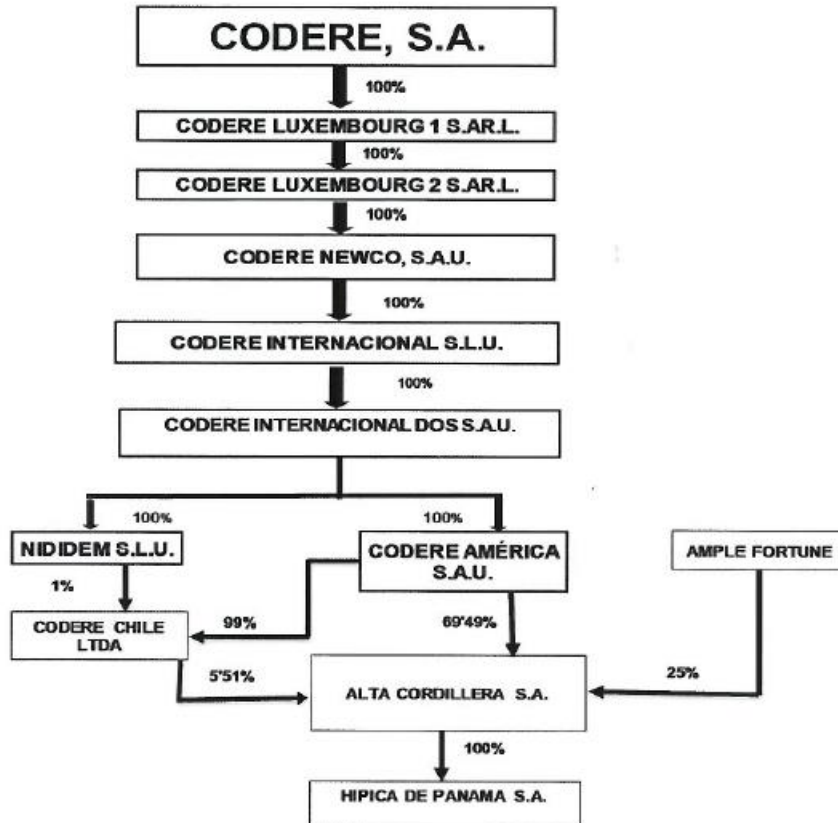 CODERE, S.A.
100%
CODERE LUXEMBOURG 1 S.AR.L.
100%
CODERE LUXEMBOURG 2 S.AR.L.
100%
CODERE NEWCO, S.A.U.
100%
CODERE INTERNACIONAL S.L.U.
100%
CODERE INTERNACIONAL DOS S.A.U.
100%
100%
NIDIDEM S.L.U.
CODERE AMÉRICA
S.A.U.
AMPLE FORTUNE
1%
99%
69'49%
CODERE CHILE
LTDA
5'51%
25%
ALTA CORDILLERA S.A.
100%
HIPICA DE PANAMA S.A.